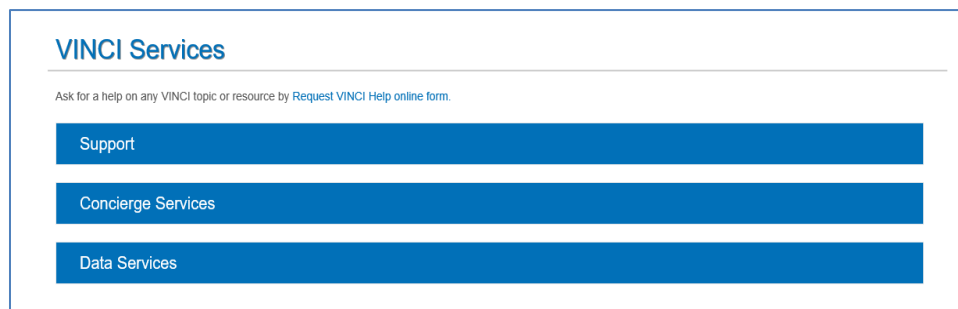 VINCI Services
Ask for a help on any VINCI topic or resource by Request VINCI Help online form.
Support
Concierge Services
Data Services